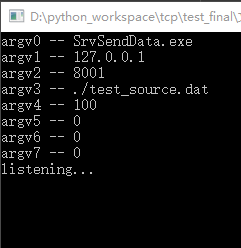 D:\python_workspace\tcp\test_final\
argv0 -- SrvSendData.exe
argv1 -- 127.0.0.1
argv2 -- 8001
argv3 -- ./test_source.dat
argv4 -- 100
argv5 -- 0
argv6 -- 0
argv7 -- 0
listening...